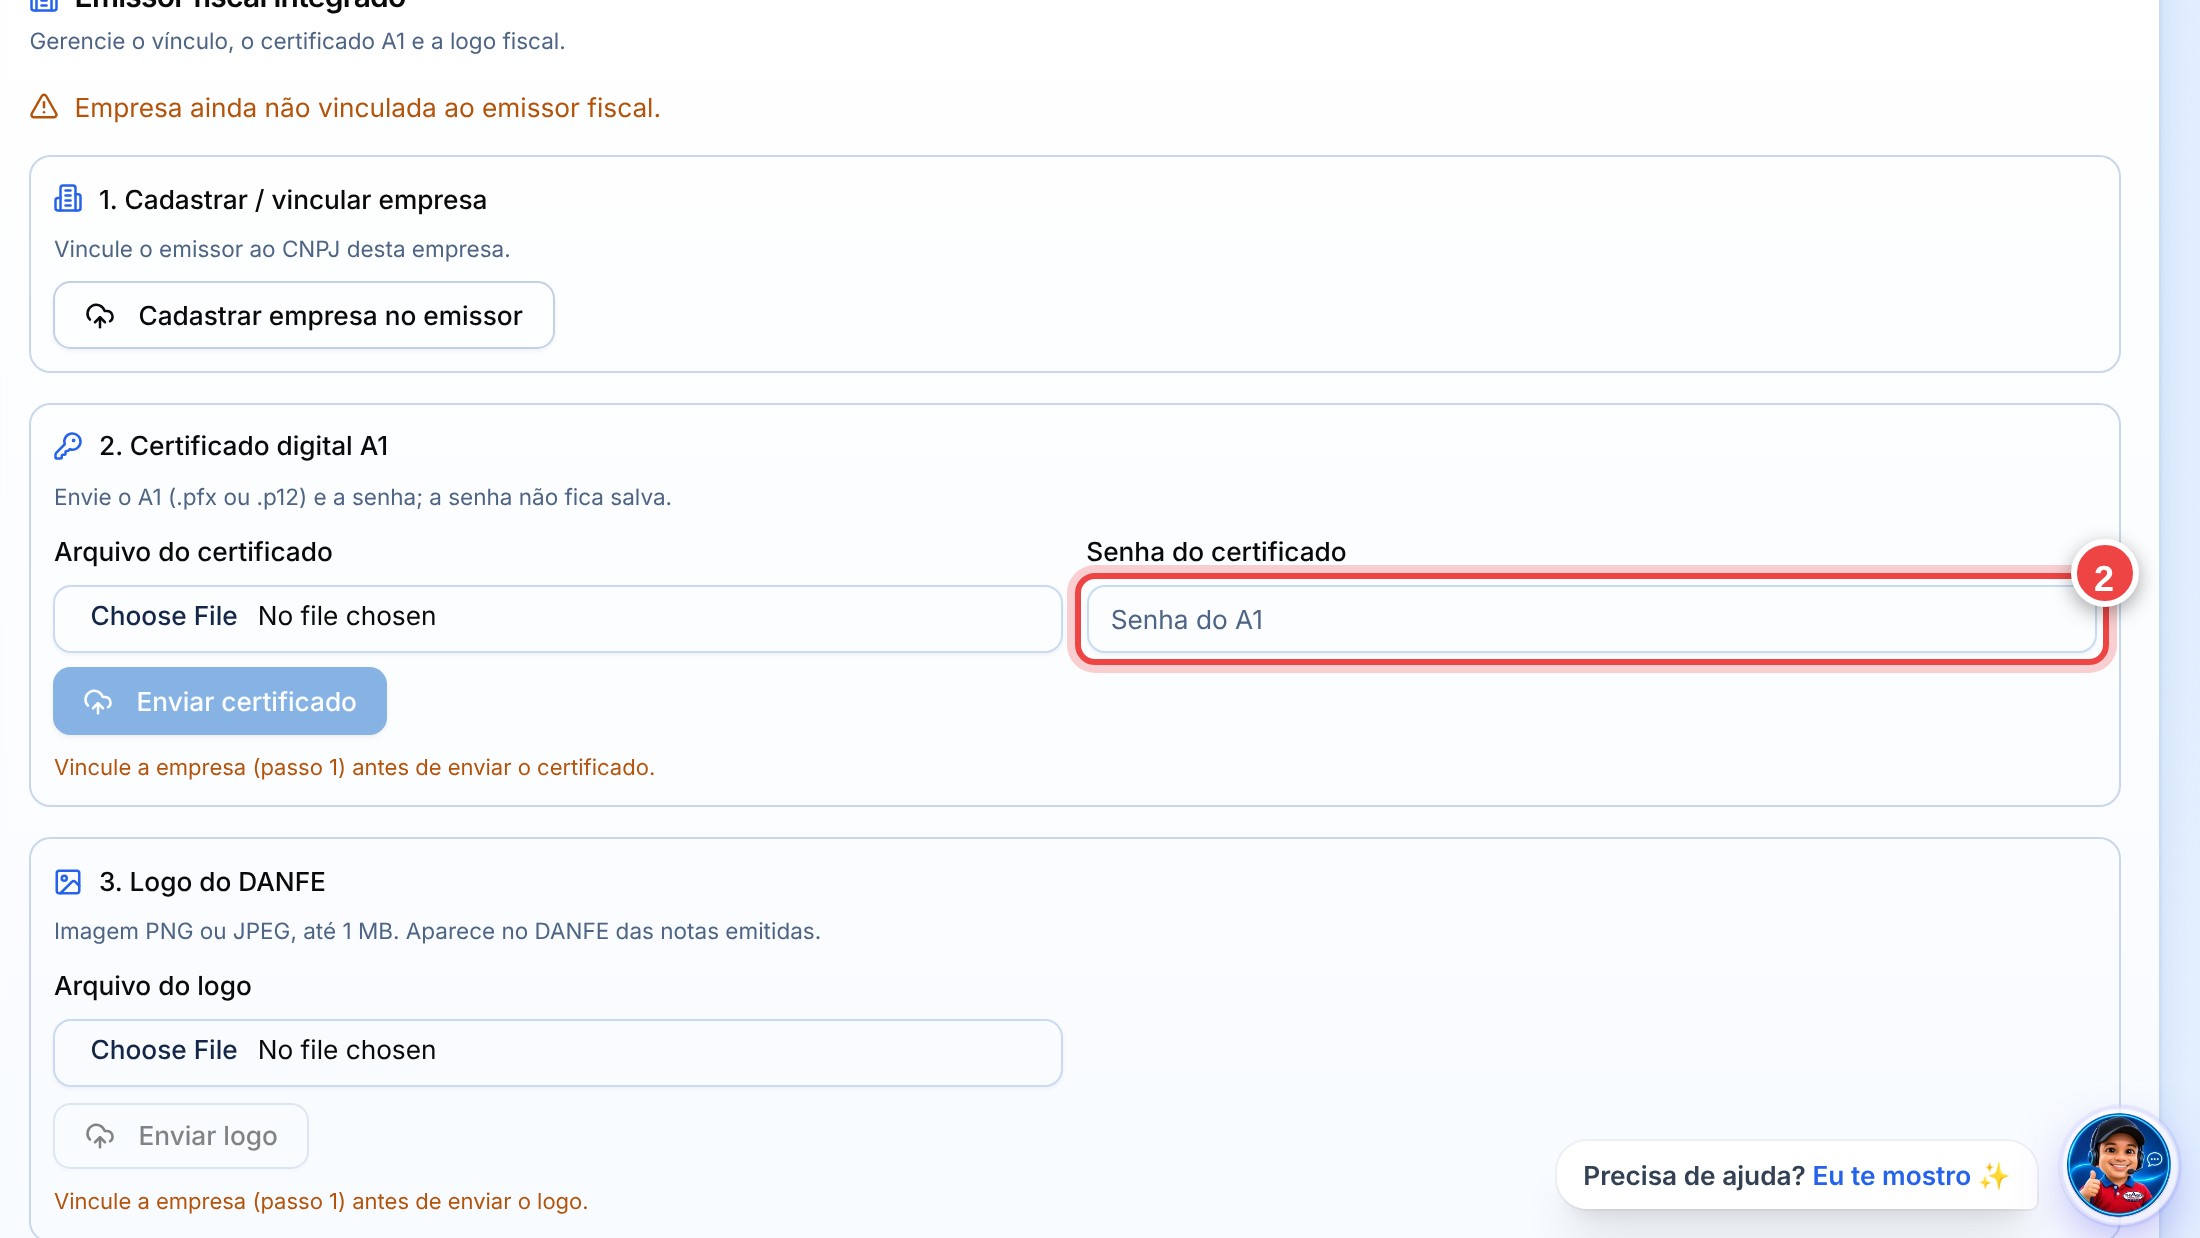 Emissor fiscal integrado
Gerencie o vínculo, o certificado A1 e a logo fiscal.
Empresa ainda não vinculada ao emissor fiscal.
1. Cadastrar / vincular empresa
Vincule o emissor ao CNPJ desta empresa.
Cadastrar empresa no emissor
2. Certificado digital A1
Envie o A1 (.pfx ou .p12) e a senha; a senha não fica salva.
Arquivo do certificado
Senha do certificado
2
Choose File No file chosen
Senha do A1
Enviar certificado
Vincule a empresa (passo 1) antes de enviar o certificado.
3. Logo do DANFE
Imagem PNG ou JPEG, até 1 MB. Aparece no DANFE das notas emitidas.
Arquivo do logo
Choose File No file chosen
Enviar logo
Vincule a empresa (passo 1) antes de enviar o logo.
Precisa de ajuda? Eu te mostro ✨